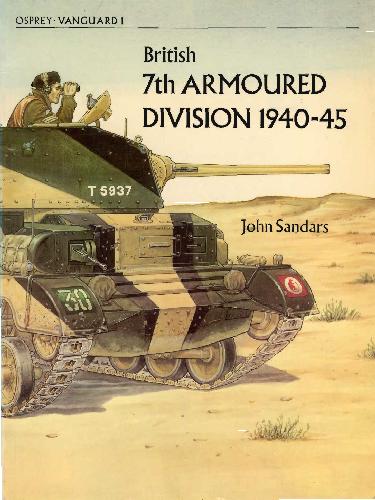 OSPREY · VANGUARD 1
British
7th ARMOURED
DIVISION 1940-45
T 5937
John Sandars
30